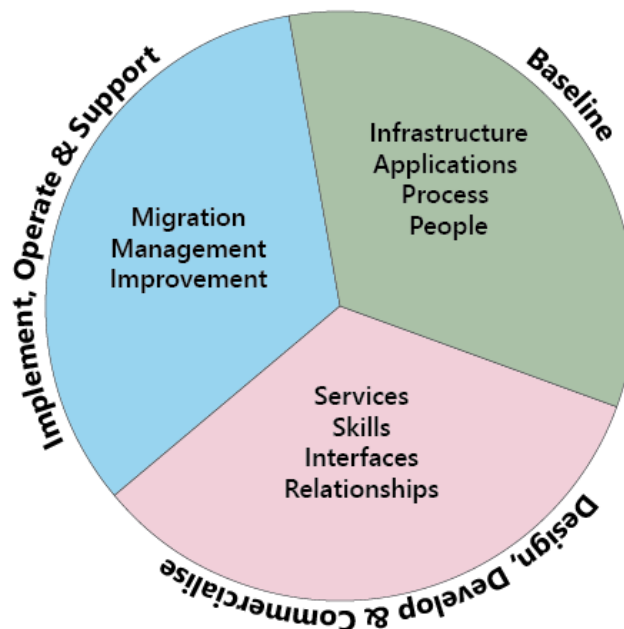 Baseline
Infrastructure
Applications
Process
People
Design, Develop & Commercialise
Services
Skills
Interfaces
Relationships
Implement, Operate & Support
Migration
Management
Improvement